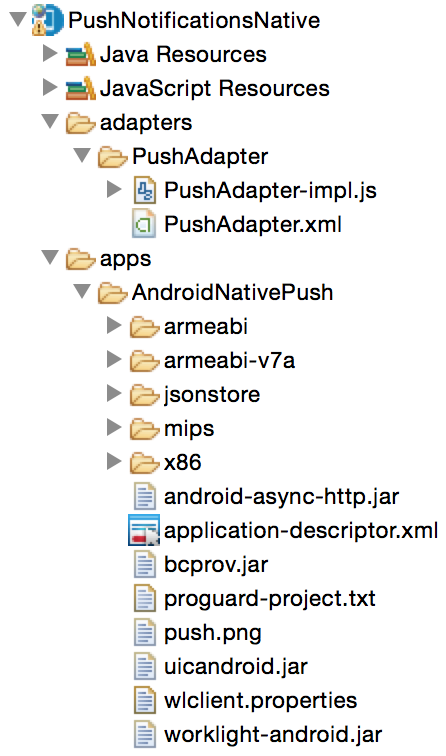 PushNotificationsNative
Java Resources
JavaScript Resources
adapters
PushAdapter
PushAdapter-impl.js
PushAdapter.xml
apps
AndroidNativePush
armeabi
armeabi-v7a
jsonstore
mips
x86
android-async-http.jar
application-descriptor.xml
bcprov.jar
proguard-project.txt
push.png
uicandroid.jar
wlclient.properties
worklight-android.jar